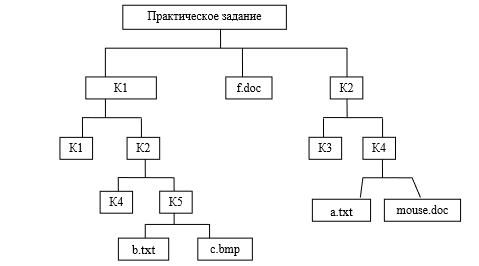 Практическое задание
К1
f.doc
К2
К1
К2
К3
К4
К4
К5
a.txt
mouse.doc
b.txt
c.bmp